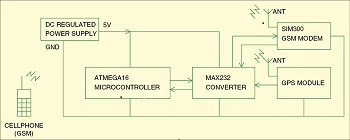 DC REGULATED
POWER SUPPLY
5V
GND
ANT
SIM300
GSM MODEM
ANT
ATMEGA16
MICROCONTROLLER
MAX232
CONVERTER
GPS MODULE
CELLPHONE
(GSM)